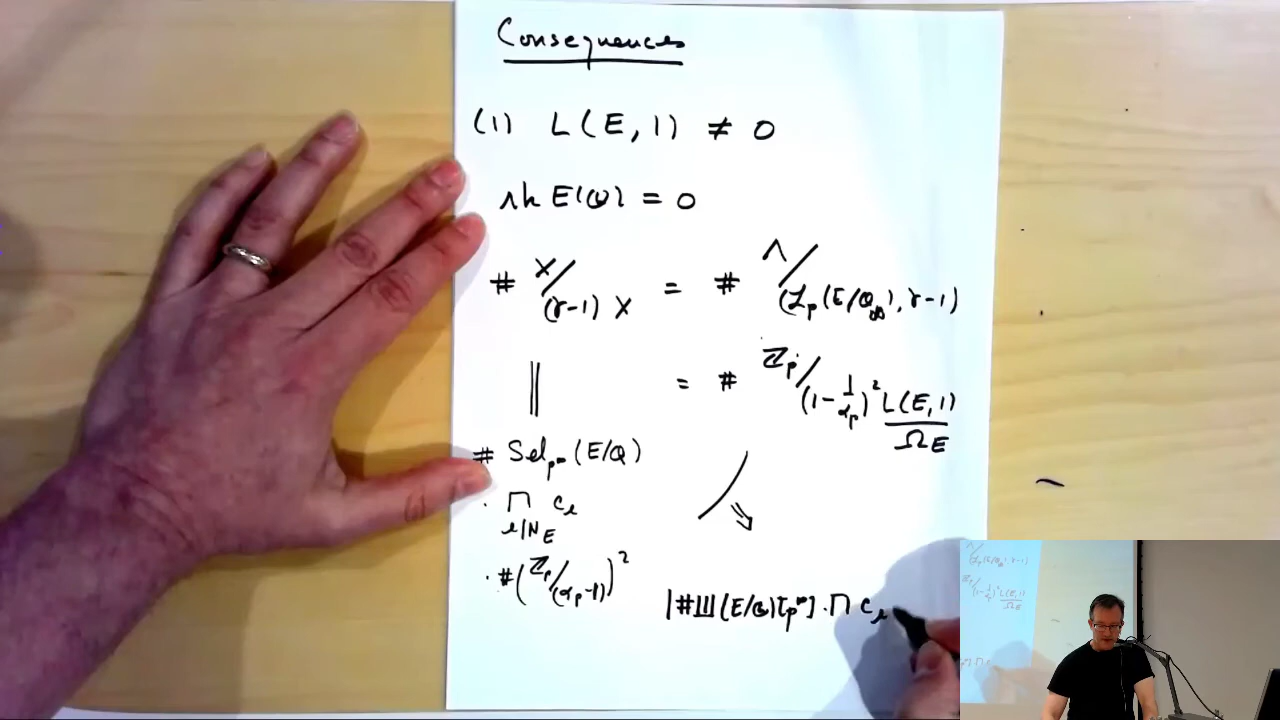 Consequences
(1) L(E,1) ≠ 0
rk E(Q) = 0
# X/(γ-1)X = # Λ/(ℒ_p(E/Q_∞), γ-1)
‖ = # Z_p/(1-1/α_p)² L(E,1)/Ω_E
# Sel_p^∞(E/Q)
· ∏_{ℓ|N_E} c_ℓ
· #(Z_p/(α_p-1))²
⇒
|#Ш(E/Q)[p^∞] · ∏ c_ℓ